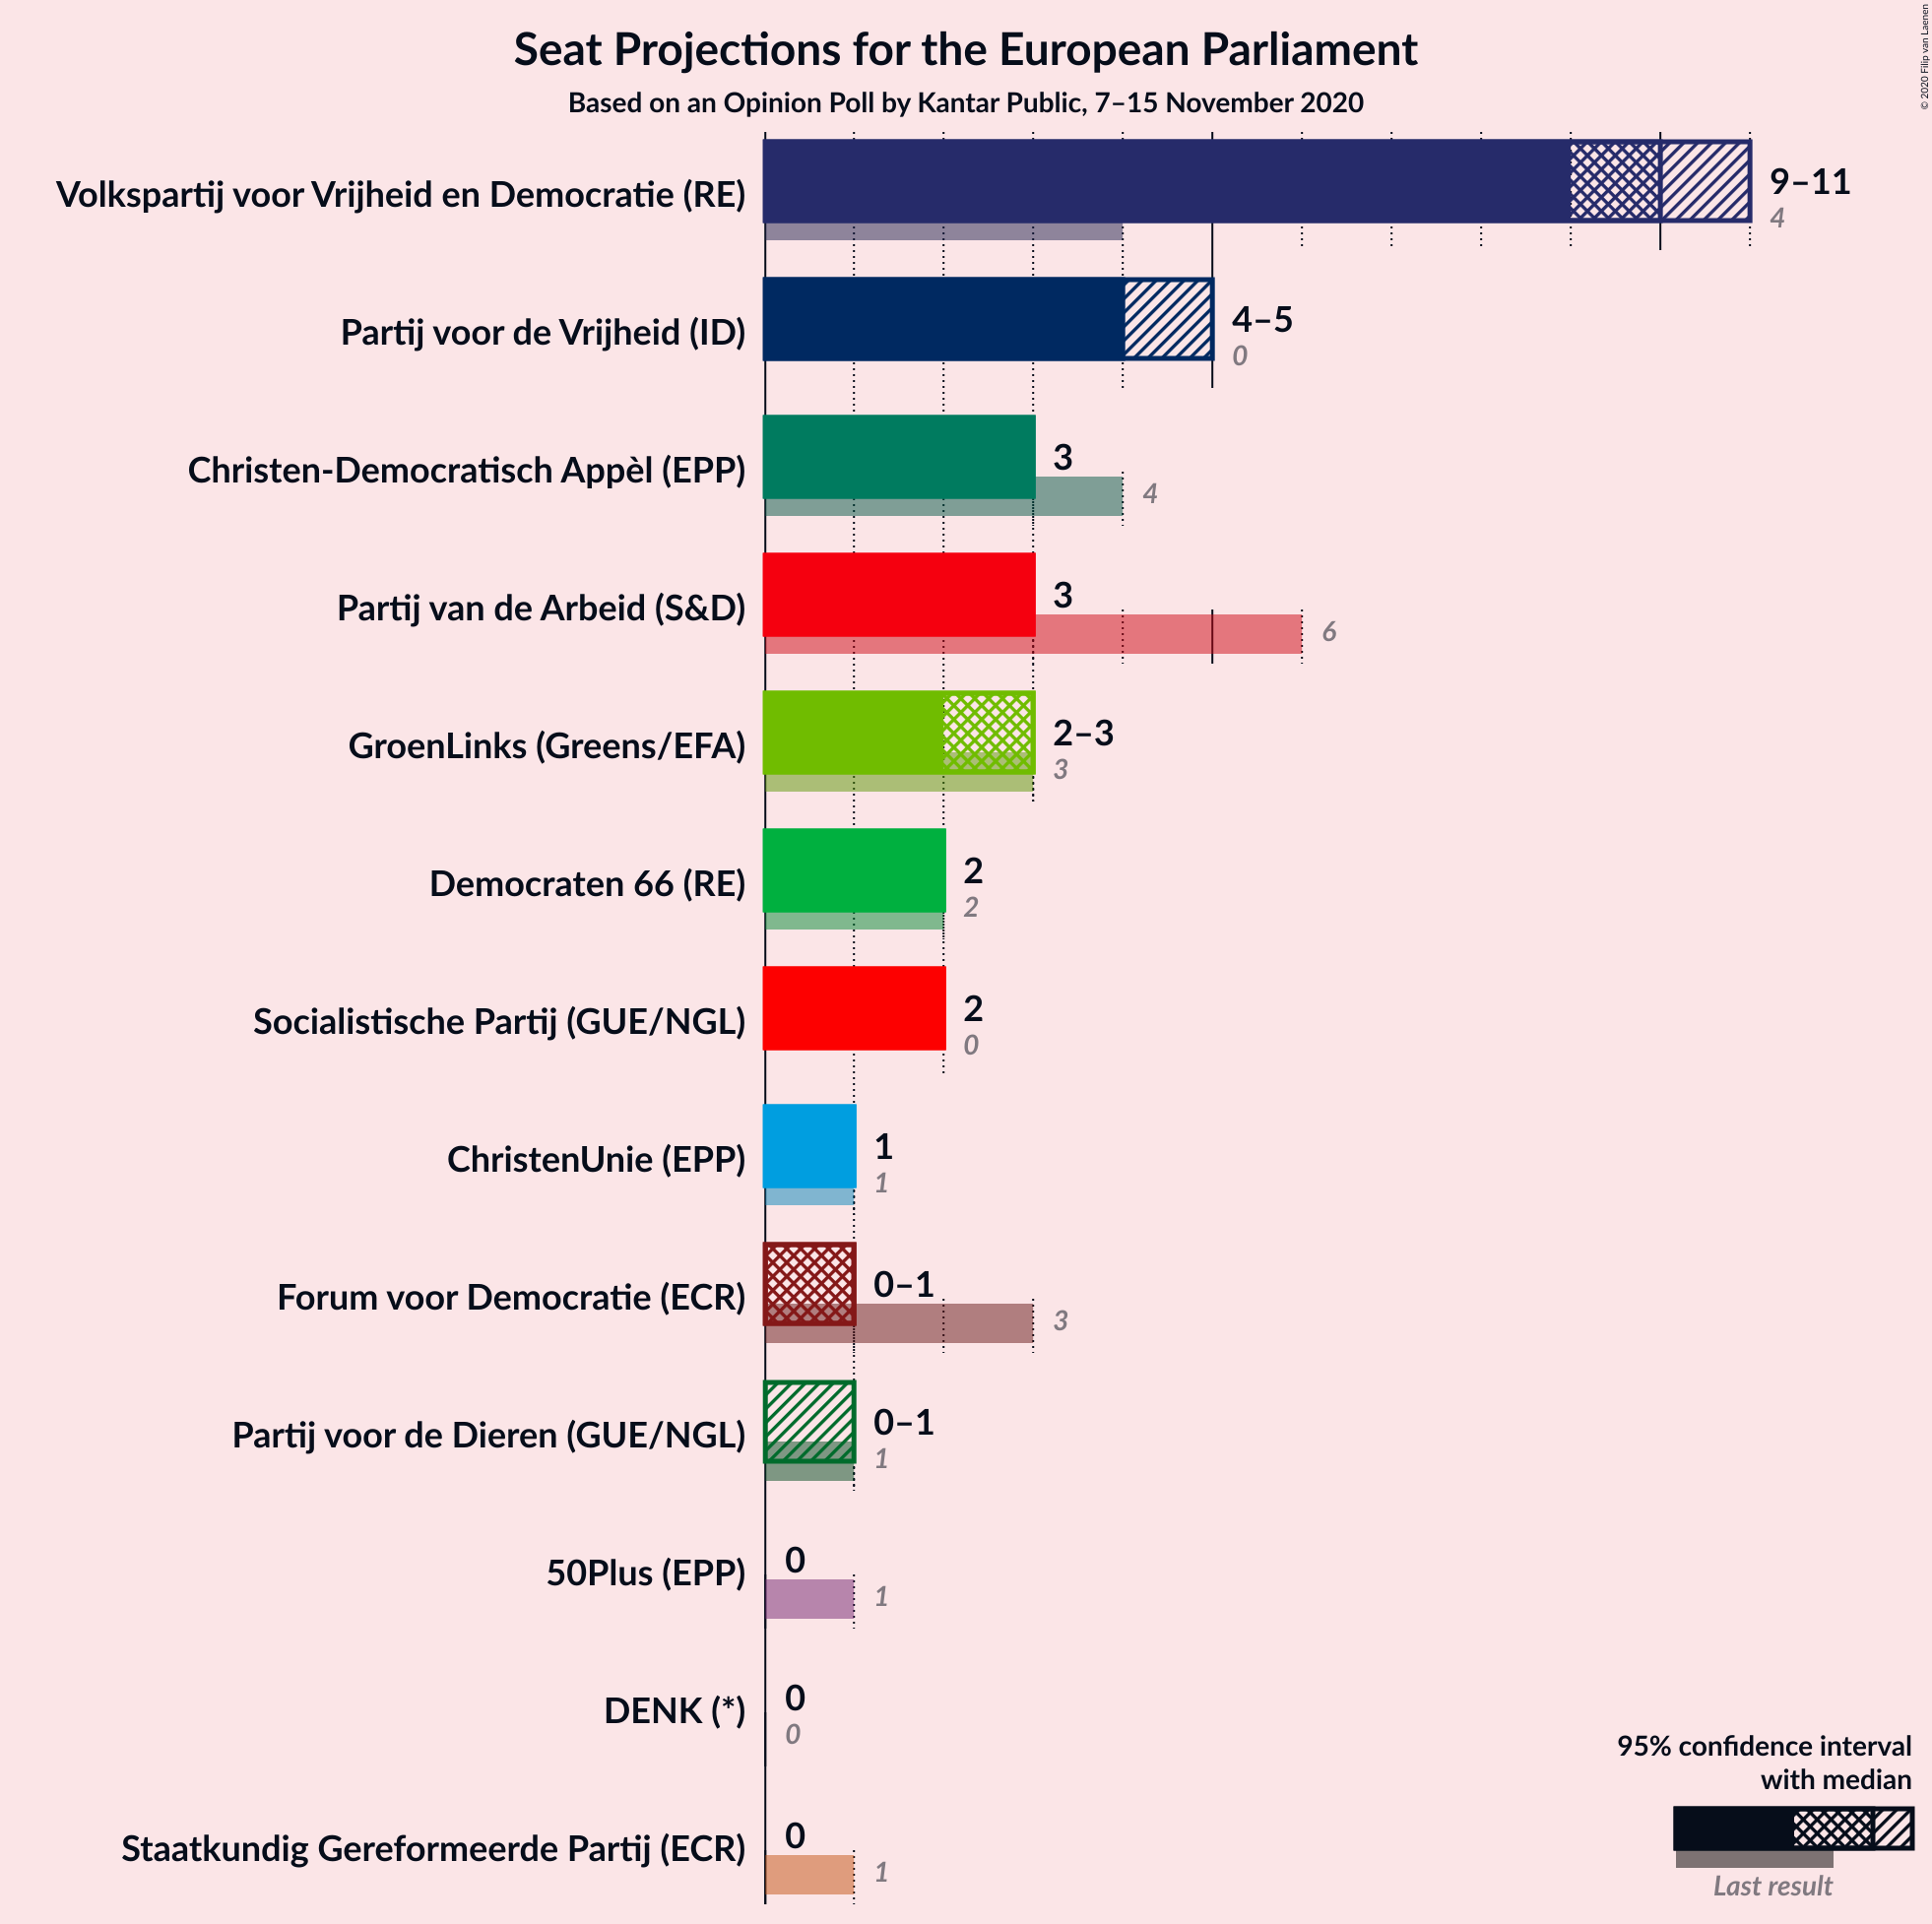 Seat Projections for the European Parliament
Based on an Opinion Poll by Kantar Public, 7–15 November 2020
© 2020 Filip van Laenen
Volkspartij voor Vrijheid en Democratie (RE)
9–11
4
Partij voor de Vrijheid (ID)
4–5
0
Christen-Democratisch Appèl (EPP)
3
4
Partij van de Arbeid (S&D)
3
6
GroenLinks (Greens/EFA)
2–3
3
Democraten 66 (RE)
2
2
Socialistische Partij (GUE/NGL)
2
0
ChristenUnie (EPP)
1
1
Forum voor Democratie (ECR)
0–1
3
Partij voor de Dieren (GUE/NGL)
0–1
1
50Plus (EPP)
0
1
DENK (*)
0
0
Staatkundig Gereformeerde Partij (ECR)
0
1
95% confidence interval
with median
Last result